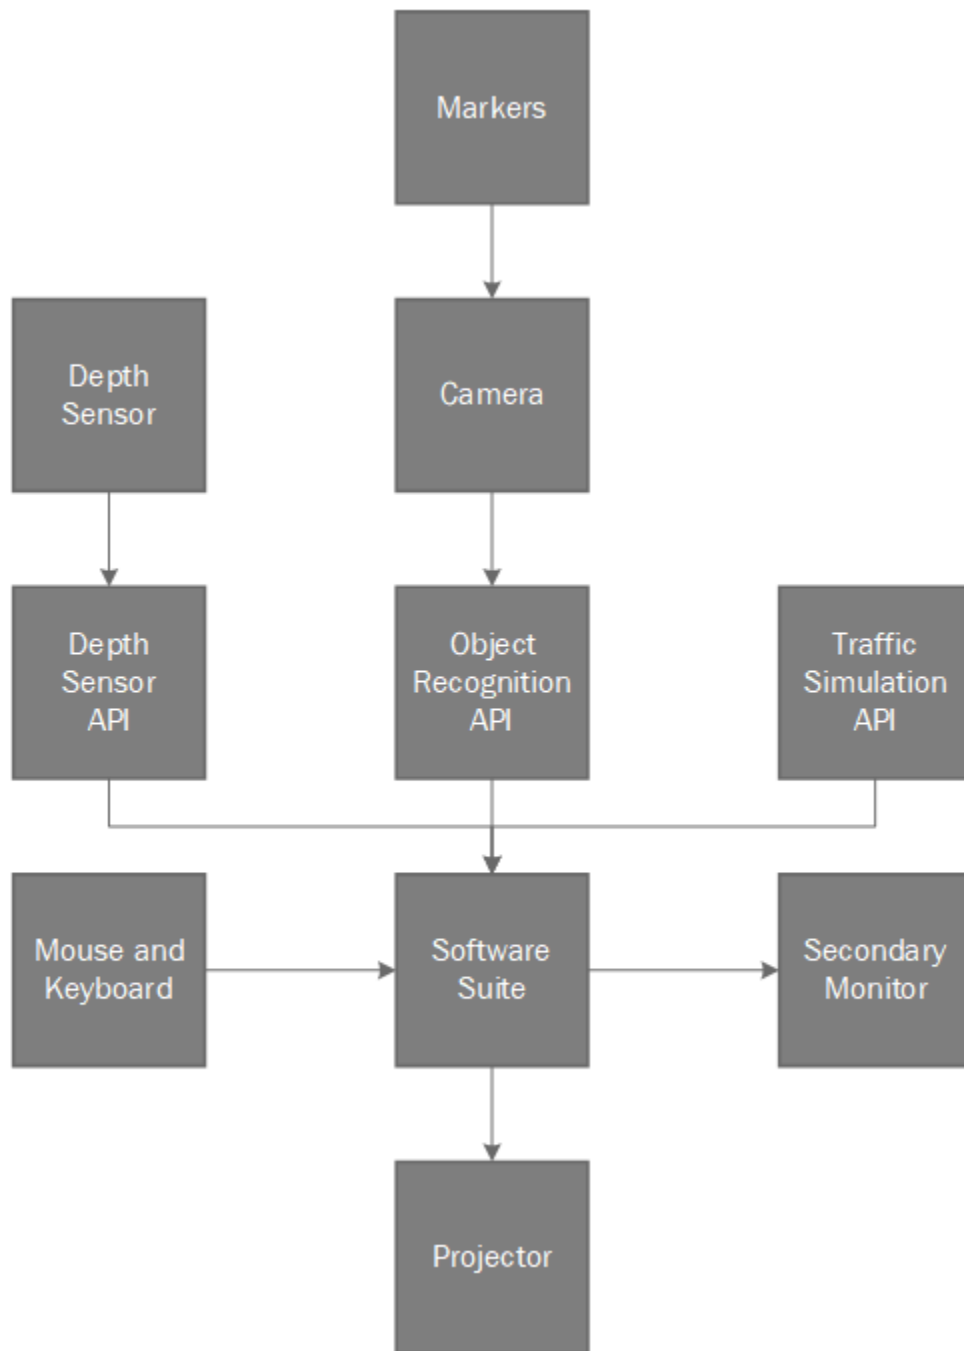 Markers
Depth
Sensor
Camera
Depth
Sensor
API
Object
Recognition
API
Traffic
Simulation
API
Mouse and
Keyboard
Software
Suite
Secondary
Monitor
Projector